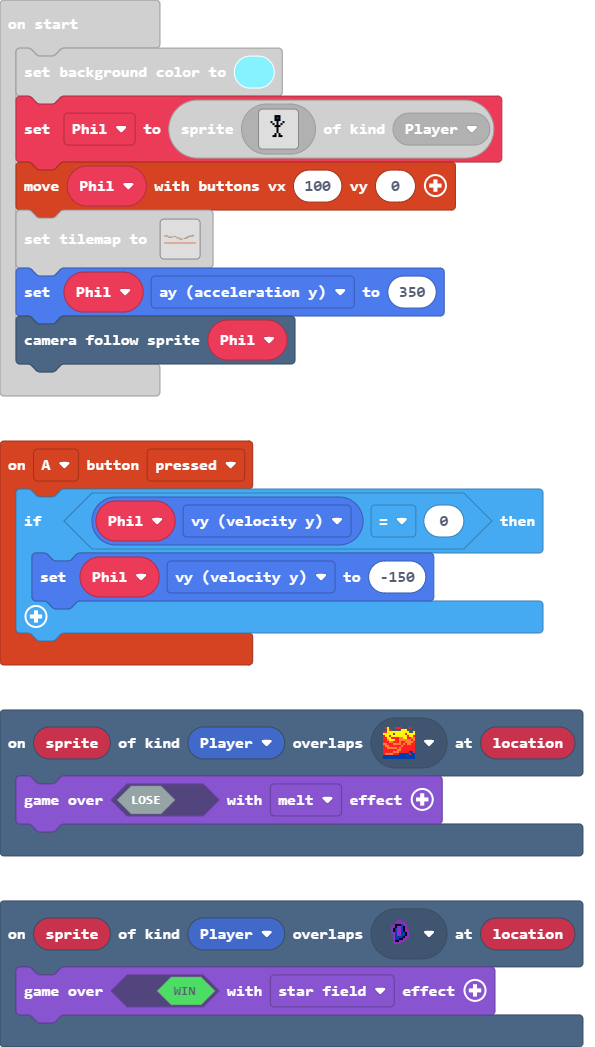 on start
set background color to
set Phil to sprite of kind Player
move Phil with buttons vx 100 vy 0
set tilemap to
set Phil ay (acceleration y) to 350
camera follow sprite Phil
on A button pressed
if Phil vy (velocity y) = 0 then
set Phil vy (velocity y) to -150
on sprite of kind Player overlaps at location
game over LOSE with melt effect
on sprite of kind Player overlaps at location
game over WIN with star field effect